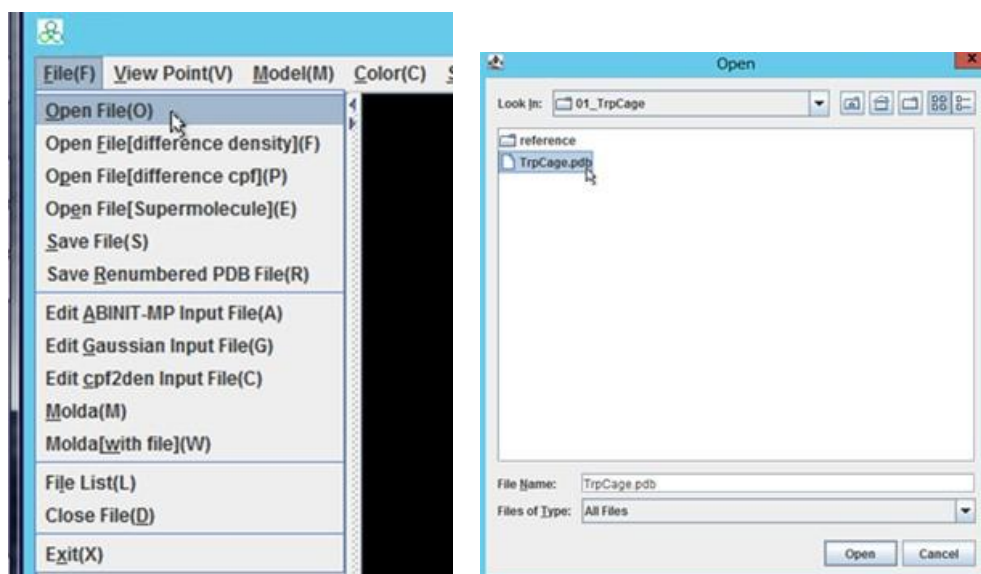 File(F) View Point(V) Model(M) Color(C)
Open File(O)
Open File[difference density](F)
Open File[difference cpf](P)
Open File[Supermolecule](E)
Save File(S)
Save Renumbered PDB File(R)
Edit ABINIT-MP Input File(A)
Edit Gaussian Input File(G)
Edit cpf2den Input File(C)
Molda(M)
Molda[with file](W)
File List(L)
Close File(D)
Exit(X)
Open
Look In: 01_TrpCage
reference
TrpCage.pdb
File Name: TrpCage.pdb
Files of Type: All Files
Open Cancel